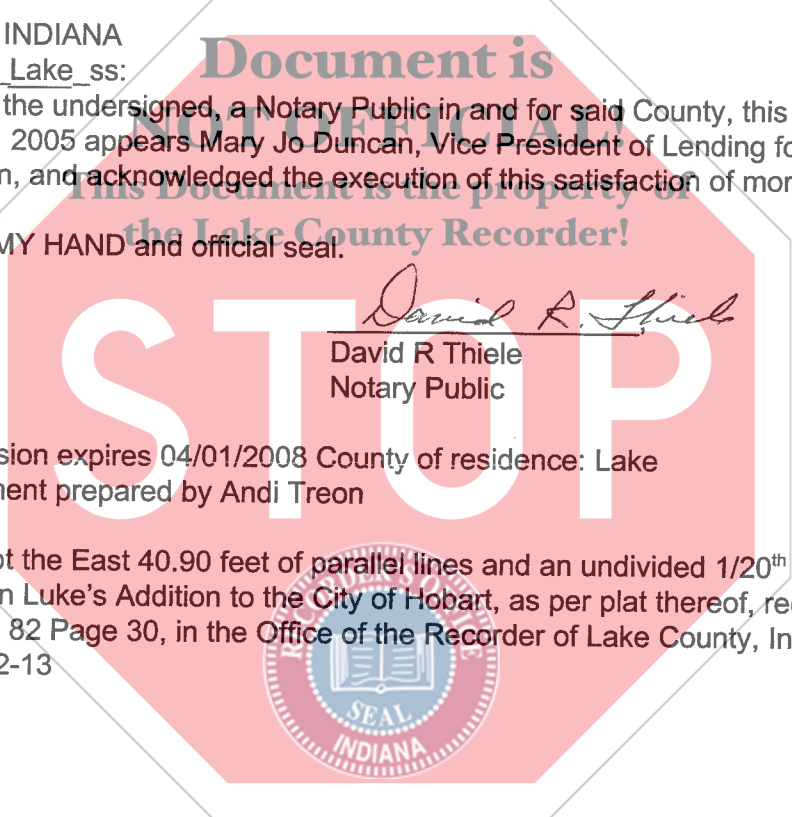 INDIANA
Lake ss:
Document is
the undersigned, a Notary Public in and for said County, this
NOT OFFICIAL!
2005 appears Mary Jo Duncan, Vice President of Lending fo
n, and acknowledged the execution of this satisfaction of mor
This Document is the property of
the Lake County Recorder!
MY HAND and official seal.
David R. Thiele
David R Thiele
Notary Public
STOP
sion expires 04/01/2008 County of residence: Lake
nent prepared by Andi Treon
ot the East 40.90 feet of parallel lines and an undivided 1/20th
n Luke's Addition to the City of Hobart, as per plat thereof, re
82 Page 30, in the Office of the Recorder of Lake County, In
2-13
RECORDER'S OFFICE
SEAL
INDIANA